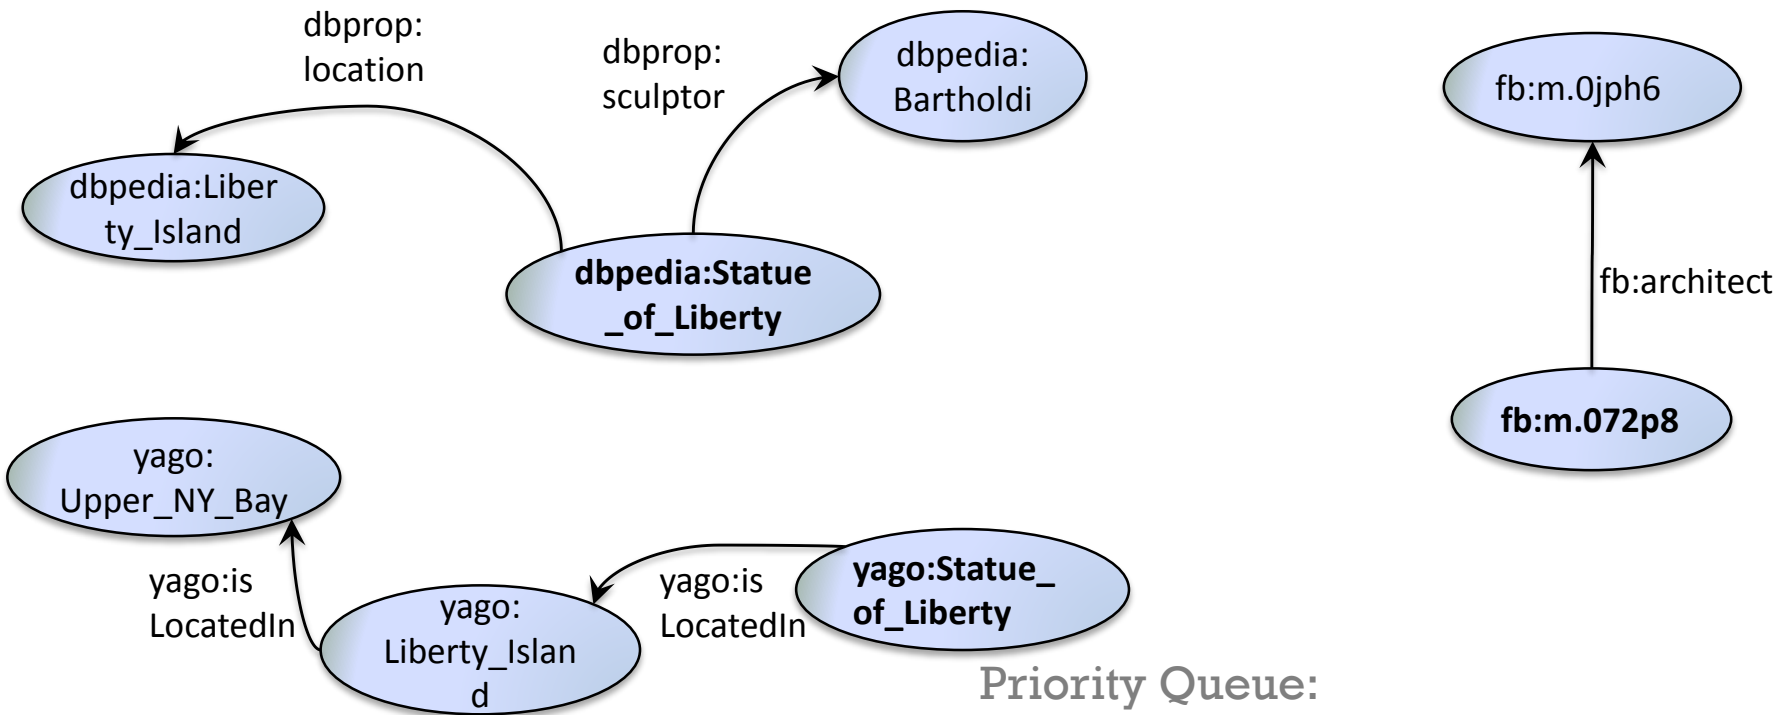 dbprop:
location
dbprop:
sculptor
dbpedia:
Bartholdi
fb:m.0jph6
dbpedia:Liber
ty_Island
dbpedia:Statue
_of_Liberty
fb:architect
fb:m.072p8
yago:
Upper_NY_Bay
yago:is
LocatedIn
yago:
Liberty_Islan
d
yago:is
LocatedIn
yago:Statue_
of_Liberty
Priority Queue: